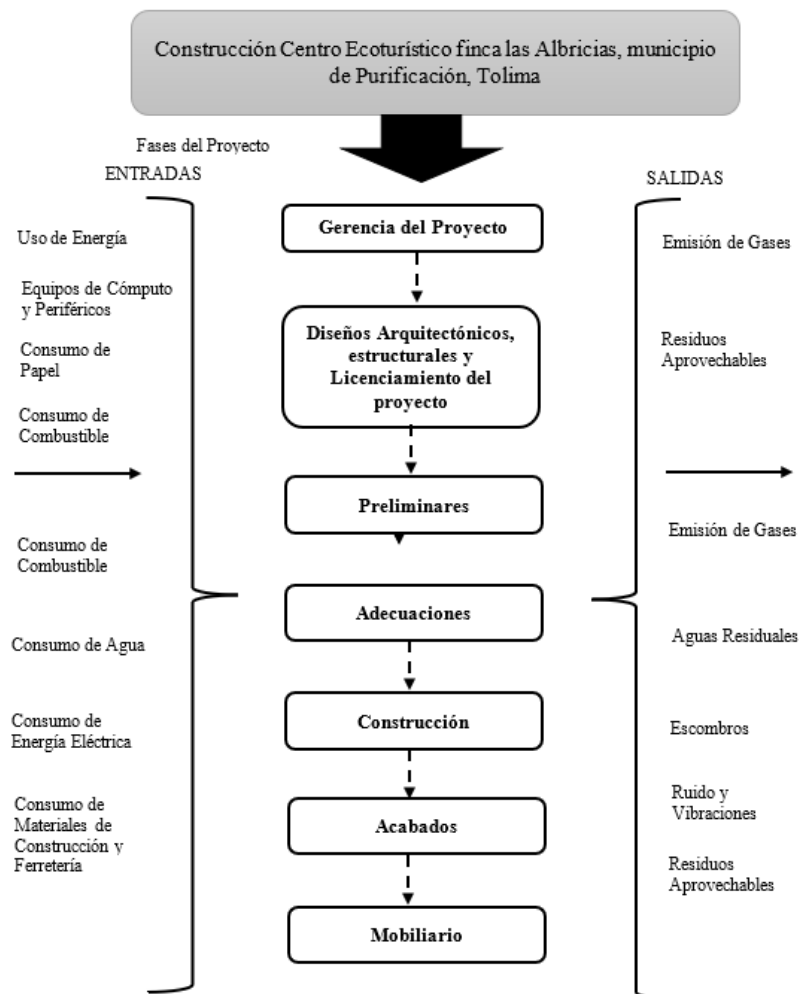 Construcción Centro Ecoturístico finca las Albricias, municipio
de Purificación, Tolima
Fases del Proyecto
ENTRADAS
Uso de Energía
Equipos de Cómputo
y Periféricos
Consumo de
Papel
Consumo de
Combustible
Consumo de
Combustible
Consumo de Agua
Consumo de
Energía Eléctrica
Consumo de
Materiales de
Construcción y
Ferretería
Gerencia del Proyecto
Diseños Arquitectónicos,
estructurales y
Licenciamiento del
proyecto
Preliminares
Adecuaciones
Construcción
Acabados
Mobiliario
SALIDAS
Emisión de Gases
Residuos
Aprovechables
Emisión de Gases
Aguas Residuales
Escombros
Ruido y
Vibraciones
Residuos
Aprovechables